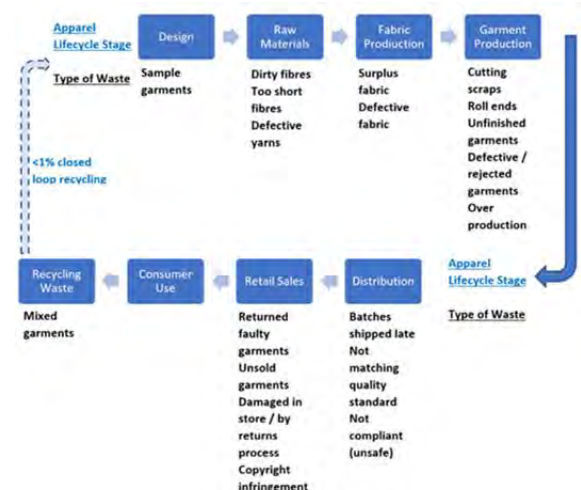 Apparel
Lifecycle Stage
Design
Raw
Materials
Fabric
Production
Garment
Production
Type of Waste
Sample
garments
Dirty fibres
Too short
fibres
Defective
yarns
Surplus
fabric
Defective
fabric
Cutting
scraps
Roll ends
Unfinished
garments
Defective /
rejected
garments
Over
production
<1% closed
loop recycling
Recycling
Waste
Consumer
Use
Retail Sales
Distribution
Apparel
Lifecycle Stage
Type of Waste
Mixed
garments
Returned
faulty
garments
Unsold
garments
Damaged in
store / by
returns
process
Copyright
infringement
Batches
shipped late
Not
matching
quality
standard
Not
compliant
(unsafe)